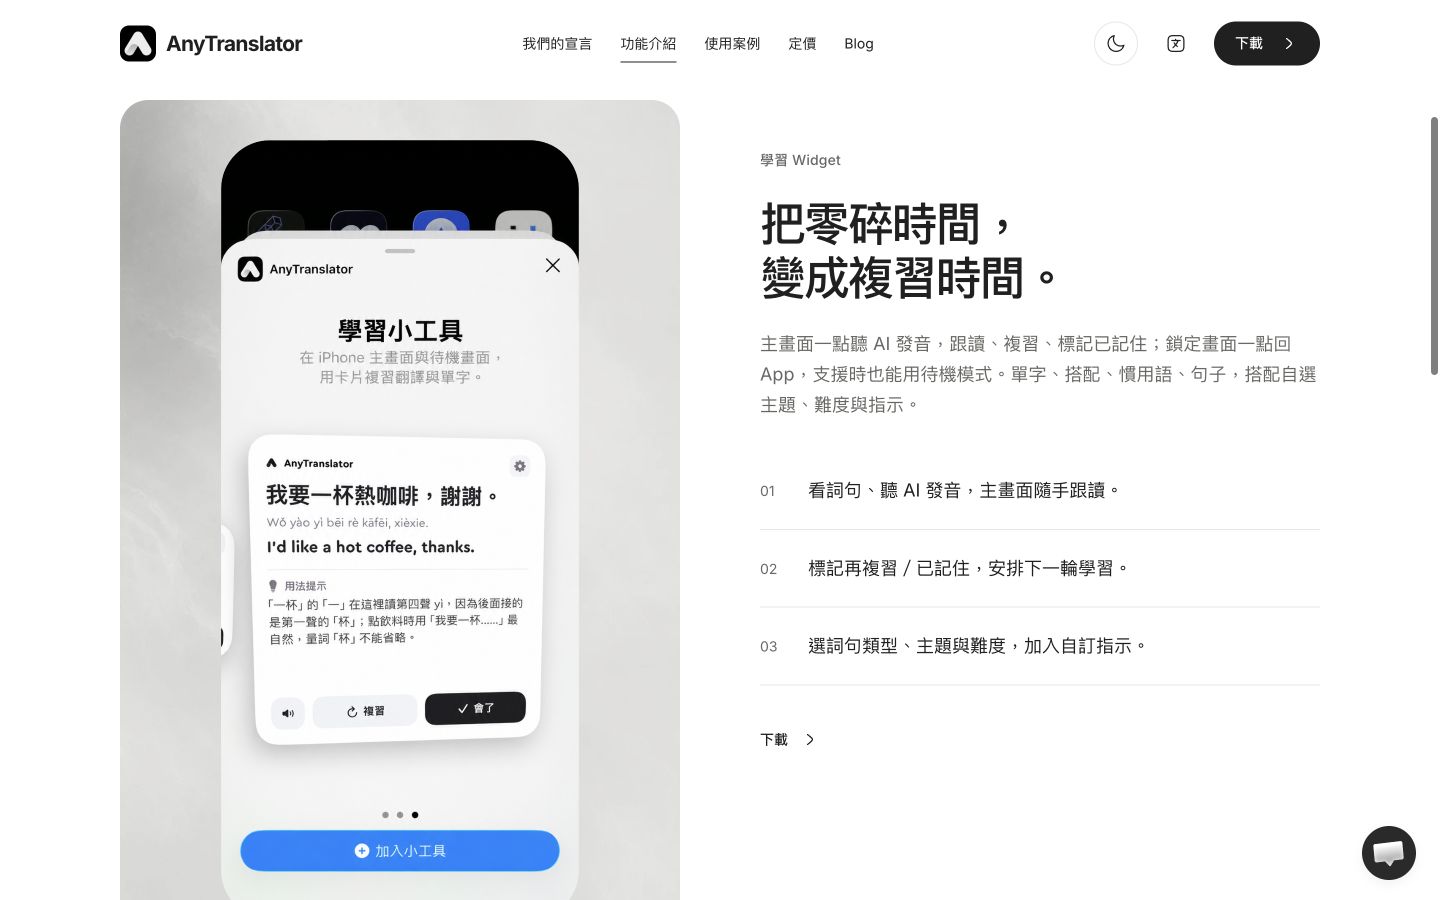 AnyTranslator
我們的宣言
功能介紹
使用案例
定價
Blog
下載
AnyTranslator
學習小工具
在 iPhone 主畫面與待機畫面，
用卡片複習翻譯與單字。
AnyTranslator
我要一杯熱咖啡，謝謝。
Wǒ yào yì bēi rè kāfēi, xièxie.
I'd like a hot coffee, thanks.
用法提示
「一杯」的「一」在這裡讀第四聲 yì，因為後面接的
是第一聲的「杯」；點飲料時用「我要一杯……」最
自然，量詞「杯」不能省略。
複習
會了
加入小工具
學習 Widget
把零碎時間，
變成複習時間。
主畫面一點聽 AI 發音，跟讀、複習、標記已記住；鎖定畫面一點回
App，支援時也能用待機模式。單字、搭配、慣用語、句子，搭配自選
主題、難度與指示。
01 看詞句、聽 AI 發音，主畫面隨手跟讀。
02 標記再複習 / 已記住，安排下一輪學習。
03 選詞句類型、主題與難度，加入自訂指示。
下載